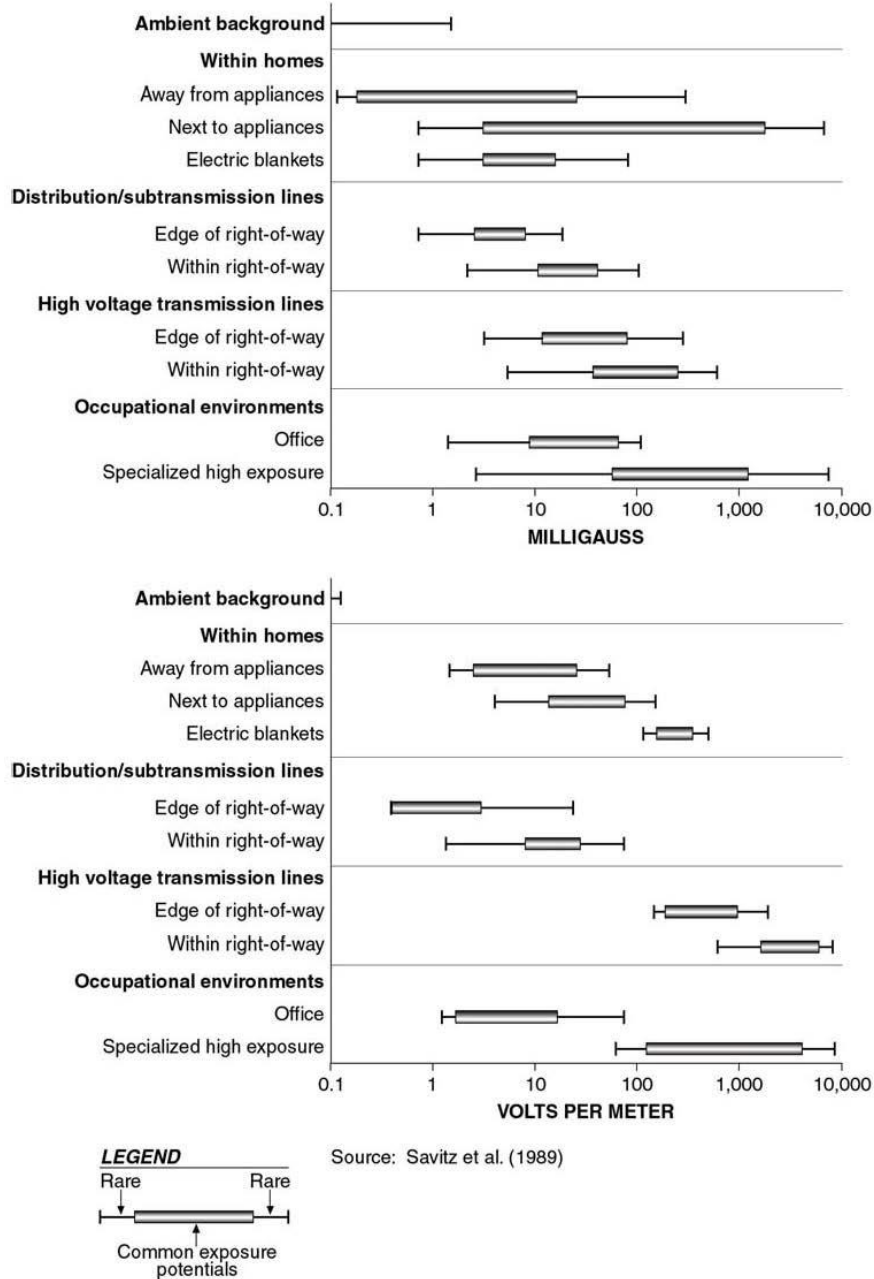 Ambient background
Within homes
Away from appliances
Next to appliances
Electric blankets
Distribution/subtransmission lines
Edge of right-of-way
Within right-of-way
High voltage transmission lines
Edge of right-of-way
Within right-of-way
Occupational environments
Office
Specialized high exposure
0.1 1 10 100 1,000 10,000
MILLIGAUSS
Ambient background
Within homes
Away from appliances
Next to appliances
Electric blankets
Distribution/subtransmission lines
Edge of right-of-way
Within right-of-way
High voltage transmission lines
Edge of right-of-way
Within right-of-way
Occupational environments
Office
Specialized high exposure
0.1 1 10 100 1,000 10,000
VOLTS PER METER
LEGEND
Rare Rare
Common exposure
potentials
Source: Savitz et al. (1989)